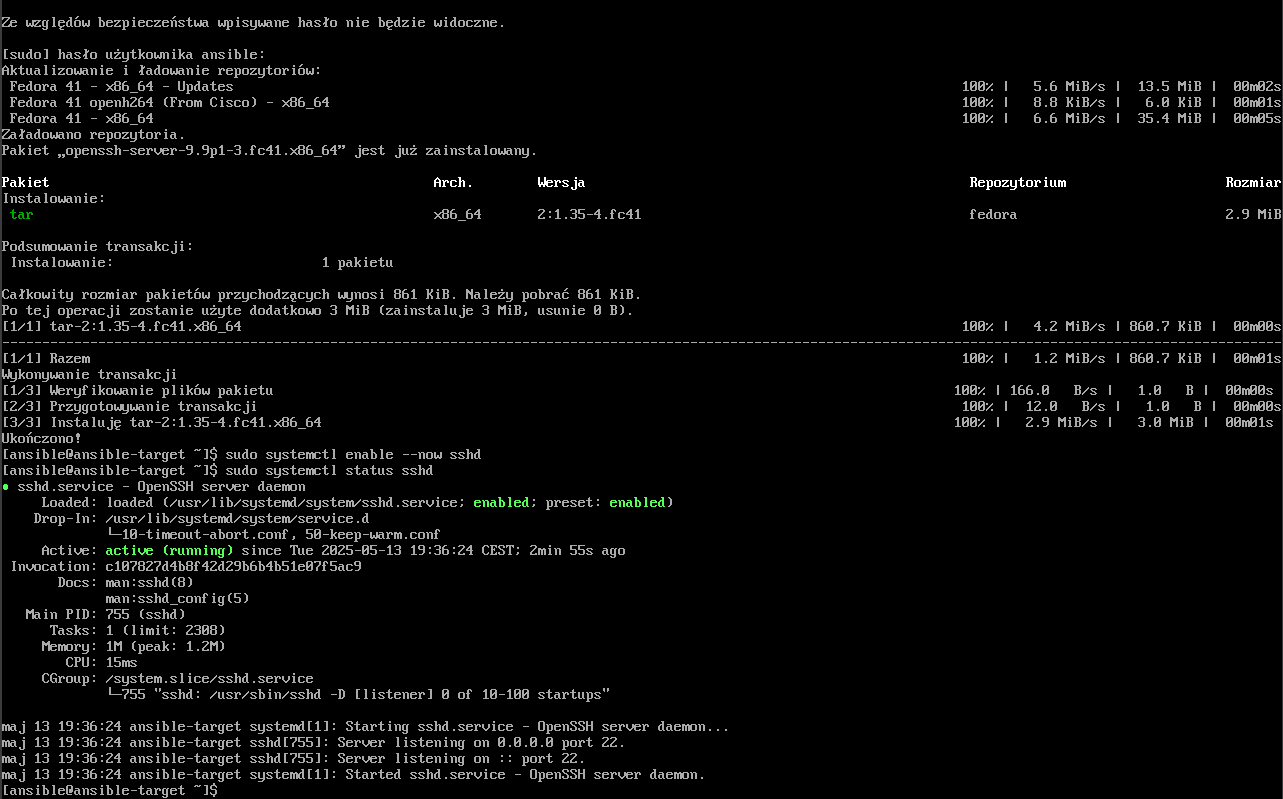 Ze względów bezpieczeństwa wpisywane hasło nie będzie widoczne.
[sudo] hasło użytkownika ansible:
Aktualizowanie i ładowanie repozytoriów:
Fedora 41 - x86_64 - Updates 100% | 5.6 MiB/s | 13.5 MiB | 00m02s
Fedora 41 openh264 (From Cisco) - x86_64 100% | 8.8 KiB/s | 6.0 KiB | 00m01s
Fedora 41 - x86_64 100% | 6.6 MiB/s | 35.4 MiB | 00m05s
Załadowano repozytoria.
Pakiet „openssh-server-9.9p1-3.fc41.x86_64” jest już zainstalowany.
Pakiet Arch. Wersja Repozytorium Rozmiar
Instalowanie:
tar x86_64 2:1.35-4.fc41 fedora 2.9 MiB
Podsumowanie transakcji:
Instalowanie: 1 pakietu
Całkowity rozmiar pakietów przychodzących wynosi 861 KiB. Należy pobrać 861 KiB.
Po tej operacji zostanie użyte dodatkowo 3 MiB (zainstaluje 3 MiB, usunie 0 B).
[1/1] tar-2:1.35-4.fc41.x86_64 100% | 4.2 MiB/s | 860.7 KiB | 00m00s
--------------------------------------------------------------------------------
[1/1] Razem 100% | 1.2 MiB/s | 860.7 KiB | 00m01s
Wykonywanie transakcji
[1/3] Weryfikowanie plików pakietu 100% | 166.0 B/s | 1.0 B | 00m00s
[2/3] Przygotowywanie transakcji 100% | 12.0 B/s | 1.0 B | 00m00s
[3/3] Instaluję tar-2:1.35-4.fc41.x86_64 100% | 2.9 MiB/s | 3.0 MiB | 00m01s
Ukończono!
[ansible@ansible-target ~]$ sudo systemctl enable --now sshd
[ansible@ansible-target ~]$ sudo systemctl status sshd
● sshd.service - OpenSSH server daemon
Loaded: loaded (/usr/lib/systemd/system/sshd.service; enabled; preset: enabled)
Drop-In: /usr/lib/systemd/system/service.d
└─10-timeout-abort.conf, 50-keep-warm.conf
Active: active (running) since Tue 2025-05-13 19:36:24 CEST; 2min 55s ago
Invocation: c107827d4b8f42d29b6b4b51e07f5ac9
Docs: man:sshd(8)
man:sshd_config(5)
Main PID: 755 (sshd)
Tasks: 1 (limit: 2308)
Memory: 1M (peak: 1.2M)
CPU: 15ms
CGroup: /system.slice/sshd.service
└─755 "sshd: /usr/sbin/sshd -D [listener] 0 of 10-100 startups"
maj 13 19:36:24 ansible-target systemd[1]: Starting sshd.service - OpenSSH server daemon...
maj 13 19:36:24 ansible-target sshd[755]: Server listening on 0.0.0.0 port 22.
maj 13 19:36:24 ansible-target sshd[755]: Server listening on :: port 22.
maj 13 19:36:24 ansible-target systemd[1]: Started sshd.service - OpenSSH server daemon.
[ansible@ansible-target ~]$